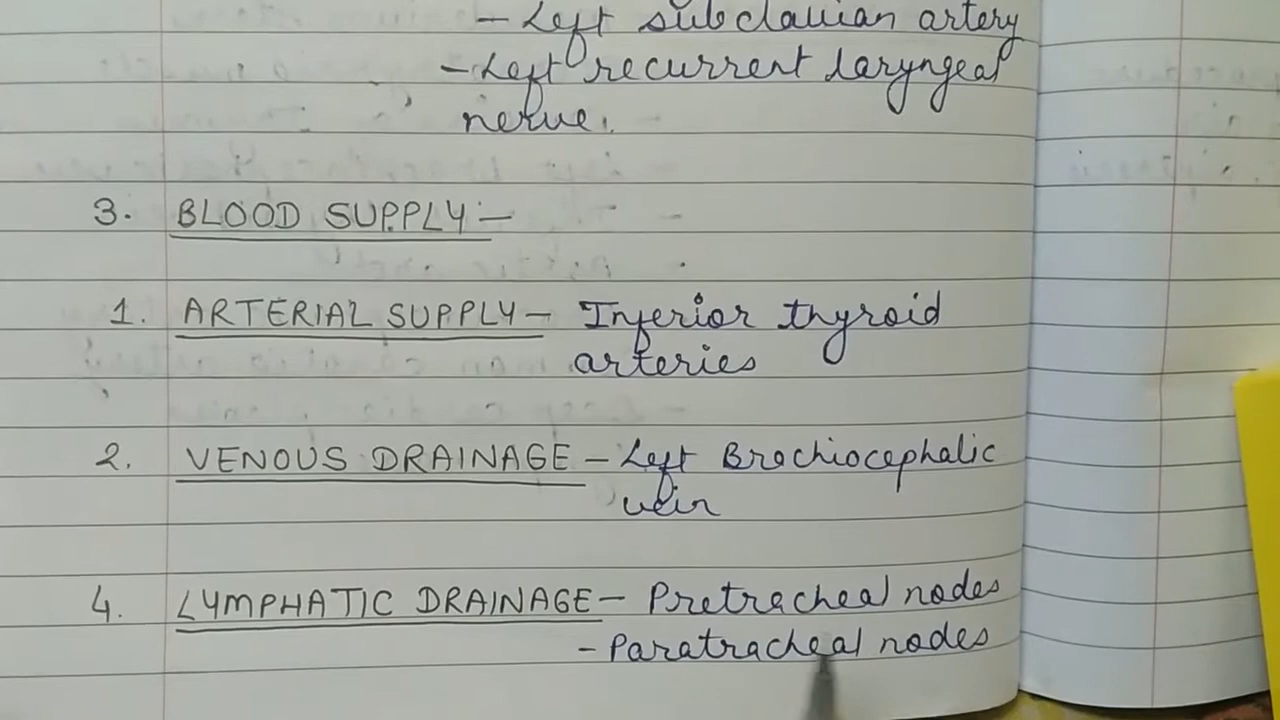 - Left subclavian artery
- Left recurrent laryngeal
nerve.
3. BLOOD SUPPLY :-
1. ARTERIAL SUPPLY - Inferior thyroid
arteries
2. VENOUS DRAINAGE - Left Brachiocephalic
vein
4. LYMPHATIC DRAINAGE - Pretracheal nodes
- Paratracheal nodes